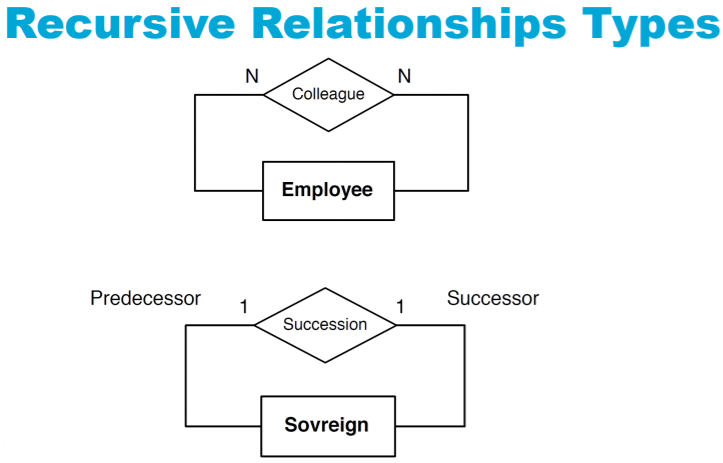 Recursive Relationships Types
N
N
Colleague
Employee
Predecessor
1
1
Successor
Succession
Sovreign